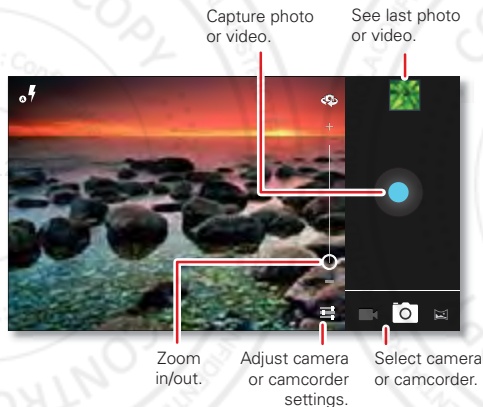 Capture photo
or video.
See last photo
or video.
Zoom
in/out.
Adjust camera
or camcorder
settings.
Select camera
or camcorder.